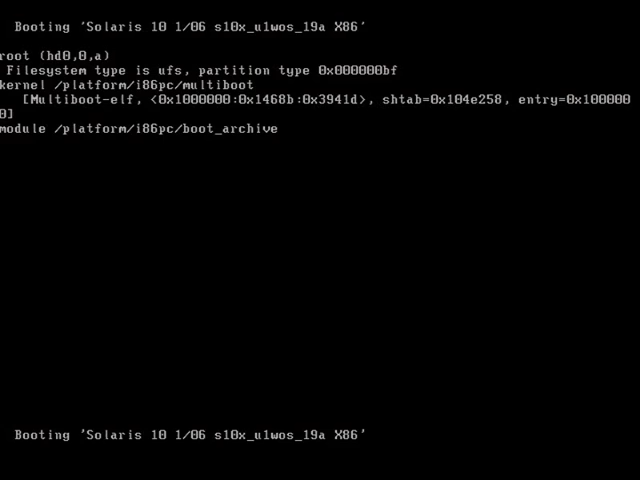 Booting 'Solaris 10 1/06 s10x_u1wos_19a X86'
root (hd0,0,a)
Filesystem type is ufs, partition type 0x000000bf
kernel /platform/i86pc/multiboot
[Multiboot-elf, <0x1000000:0x1468b:0x3941d>, shtab=0x104e258, entry=0x100000
0]
module /platform/i86pc/boot_archive
Booting 'Solaris 10 1/06 s10x_u1wos_19a X86'